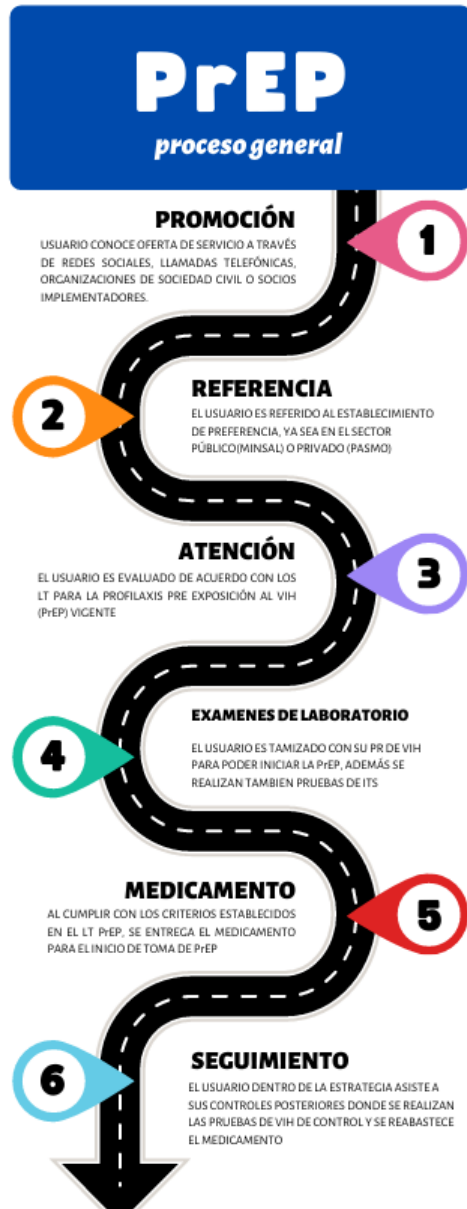 PrEP
proceso general
1
PROMOCIÓN
USUARIO CONOCE OFERTA DE SERVICIO A TRAVÉS
DE REDES SOCIALES, LLAMADAS TELEFÓNICAS,
ORGANIZACIONES DE SOCIEDAD CIVIL O SOCIOS
IMPLEMENTADORES.
2
REFERENCIA
EL USUARIO ES REFERIDO AL ESTABLECIMIENTO
DE PREFERENCIA, YA SEA EN EL SECTOR
PÚBLICO(MINSAL) O PRIVADO (PASMO)
3
ATENCIÓN
EL USUARIO ES EVALUADO DE ACUERDO CON LOS
LT PARA LA PROFILAXIS PRE EXPOSICIÓN AL VIH
(PrEP) VIGENTE
4
EXAMENES DE LABORATORIO
EL USUARIO ES TAMIZADO CON SU PR DE VIH
PARA PODER INICIAR LA PrEP, ADEMÁS SE
REALIZAN TAMBIEN PRUEBAS DE ITS
5
MEDICAMENTO
AL CUMPLIR CON LOS CRITERIOS ESTABLECIDOS
EN EL LT PrEP, SE ENTREGA EL MEDICAMENTO
PARA EL INICIO DE TOMA DE PrEP
6
SEGUIMIENTO
EL USUARIO DENTRO DE LA ESTRATEGIA ASISTE A
SUS CONTROLES POSTERIORES DONDE SE REALIZAN
LAS PRUEBAS DE VIH DE CONTROL Y SE REABASTECE
EL MEDICAMENTO